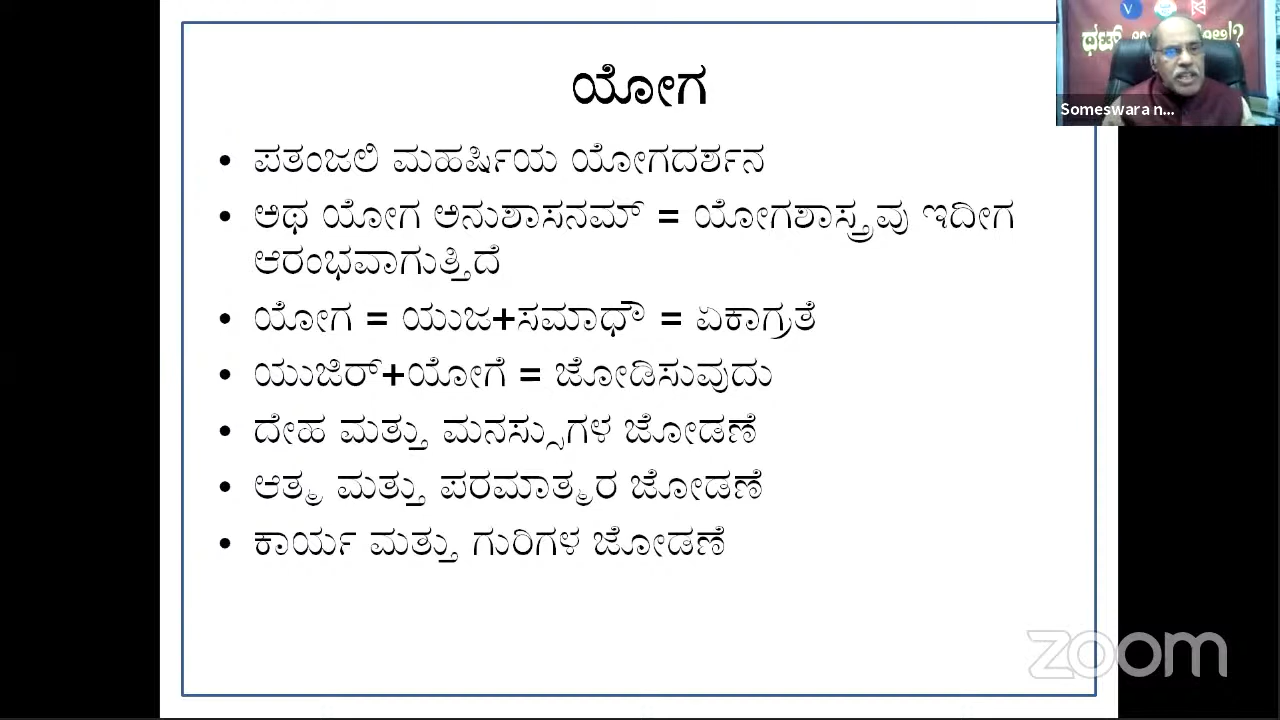 ಯೋಗ
• ಪತಂಜಲಿ ಮಹರ್ಷಿಯ ಯೋಗದರ್ಶನ
• ಅಥ ಯೋಗ ಅನುಶಾಸನಮ್ = ಯೋಗಶಾಸ್ತ್ರವು ಇದೀಗ
ಆರಂಭವಾಗುತ್ತಿದೆ
• ಯೋಗ = ಯುಜ+ಸಮಾಧೌ = ಏಕಾಗ್ರತೆ
• ಯುಜಿರ್+ಯೋಗೆ = ಜೋಡಿಸುವುದು
• ದೇಹ ಮತ್ತು ಮನಸ್ಸುಗಳ ಜೋಡಣೆ
• ಆತ್ಮ ಮತ್ತು ಪರಮಾತ್ಮರ ಜೋಡಣೆ
• ಕಾರ್ಯ ಮತ್ತು ಗುರಿಗಳ ಜೋಡಣೆ
Someswara n...
zoom